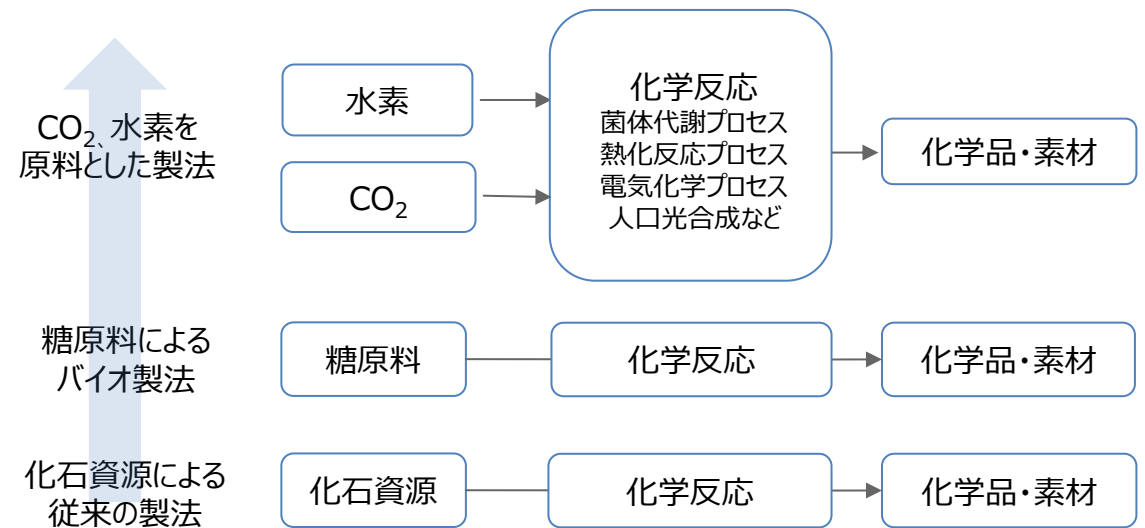 CO₂、水素を
原料とした製法
水素
CO₂
化学反応
菌体代謝プロセス
熱化反応プロセス
電気化学プロセス
人口光合成など
化学品・素材
糖原料による
バイオ製法
糖原料
化学反応
化学品・素材
化石資源による
従来の製法
化石資源
化学反応
化学品・素材